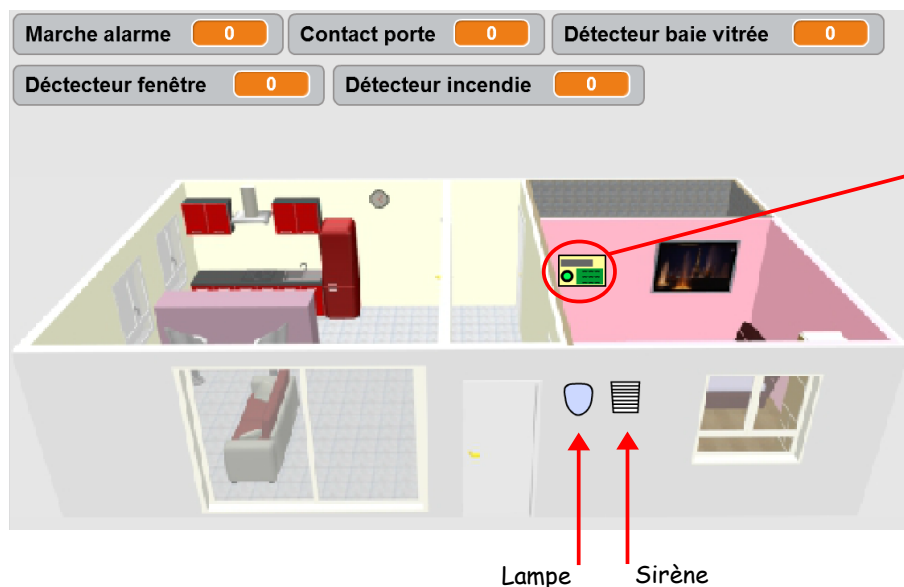 Marche alarme 0 Contact porte 0 Détecteur baie vitrée 0
Déctecteur fenêtre 0 Détecteur incendie 0
Lampe Sirène